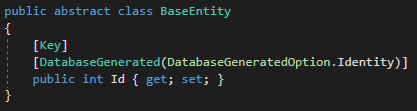 public abstract class BaseEntity
{
    [Key]
    [DatabaseGenerated(DatabaseGeneratedOption.Identity)]
    public int Id { get; set; }
}